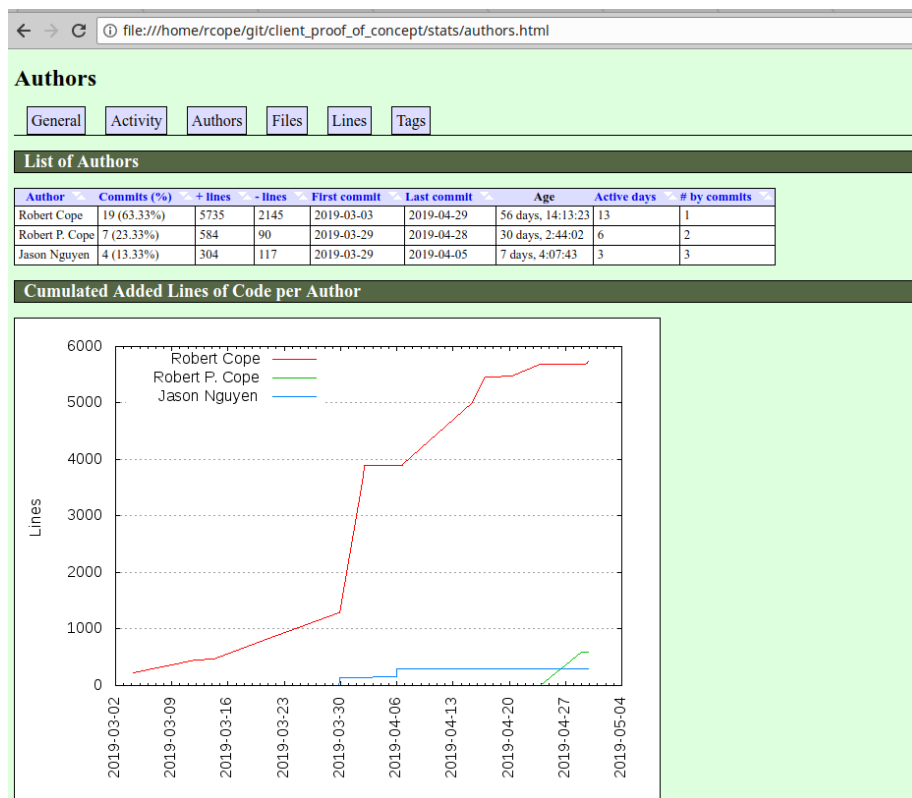 file:///home/rcope/git/client_proof_of_concept/stats/authors.html
Authors
General Activity Authors Files Lines Tags
List of Authors
Author Commits (%) + lines - lines First commit Last commit Age Active days # by commits
Robert Cope 19 (63.33%) 5735 2145 2019-03-03 2019-04-29 56 days, 14:13:23 13 1
Robert P. Cope 7 (23.33%) 584 90 2019-03-29 2019-04-28 30 days, 2:44:02 6 2
Jason Nguyen 4 (13.33%) 304 117 2019-03-29 2019-04-05 7 days, 4:07:43 3 3
Cumulated Added Lines of Code per Author
6000
Robert Cope
Robert P. Cope
Jason Nguyen
5000
4000
3000
Lines
2000
1000
0
2019-03-02
2019-03-09
2019-03-16
2019-03-23
2019-03-30
2019-04-06
2019-04-13
2019-04-20
2019-04-27
2019-05-04